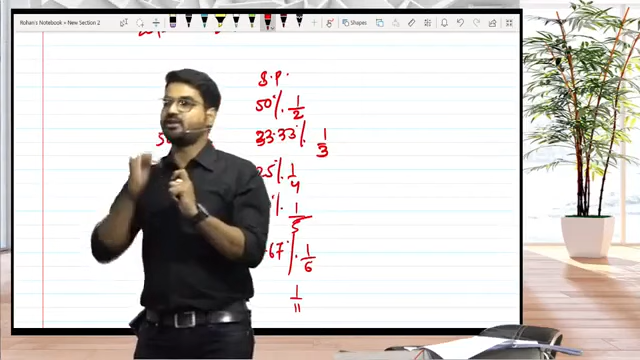 Rohan's Notebook » New Section 2
Shapes
S.P.
50% 1/2
33.33% 1/3
25% 1/4
% 1/5
.67% 1/6
1/11